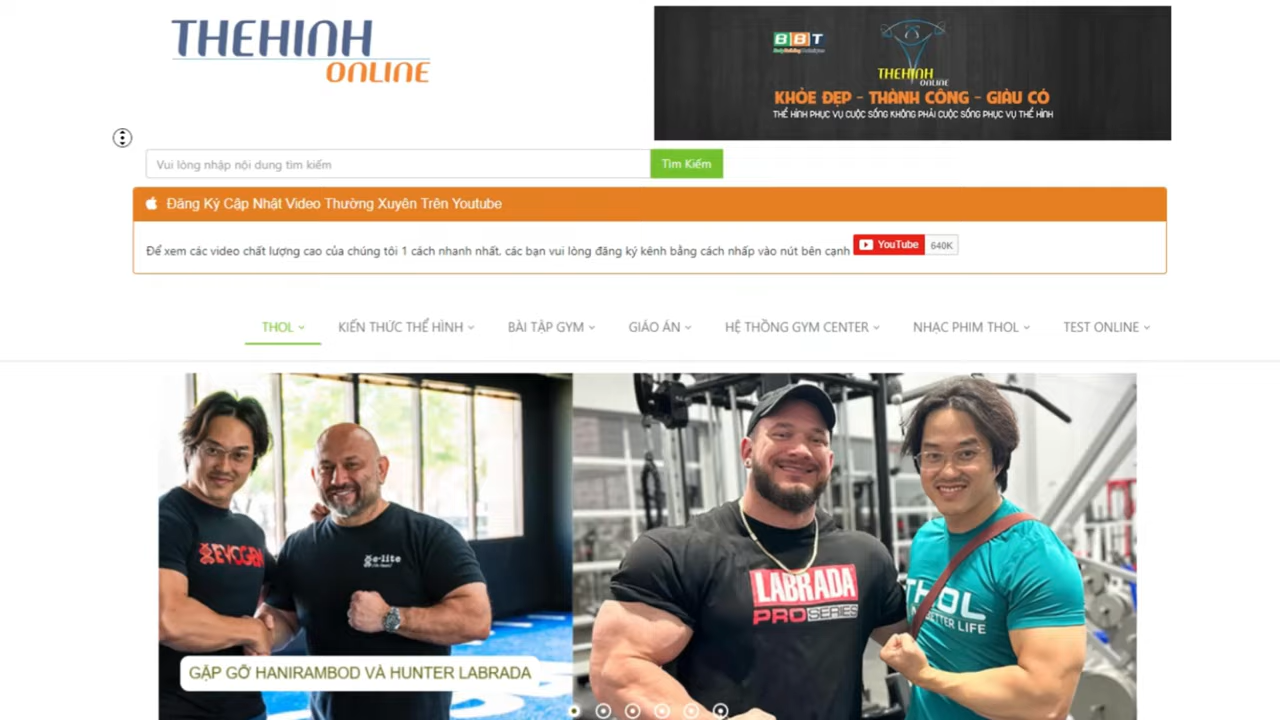 THEHINH
ONLINE
BBT
THEHINH
ONLINE
KHỎE ĐẸP - THÀNH CÔNG - GIÀU CÓ
THỂ HÌNH PHỤC VỤ CUỘC SỐNG KHÔNG PHẢI CUỘC SỐNG PHỤC VỤ THỂ HÌNH
Vui lòng nhập nội dung tìm kiếm
Tìm Kiếm
Đăng Ký Cập Nhật Video Thường Xuyên Trên Youtube
Để xem các video chất lượng cao của chúng tôi 1 cách nhanh nhất. các bạn vui lòng đăng ký kênh bằng cách nhấp vào nút bên cạnh YouTube 640K
THOL KIẾN THỨC THỂ HÌNH BÀI TẬP GYM GIÁO ÁN HỆ THỐNG GYM CENTER NHẠC PHIM THOL TEST ONLINE
EVOGEN
e-lite
LABRADA
PRO SERIES
THOL
BETTER LIFE
GẶP GỠ HANIRAMBOD VÀ HUNTER LABRADA